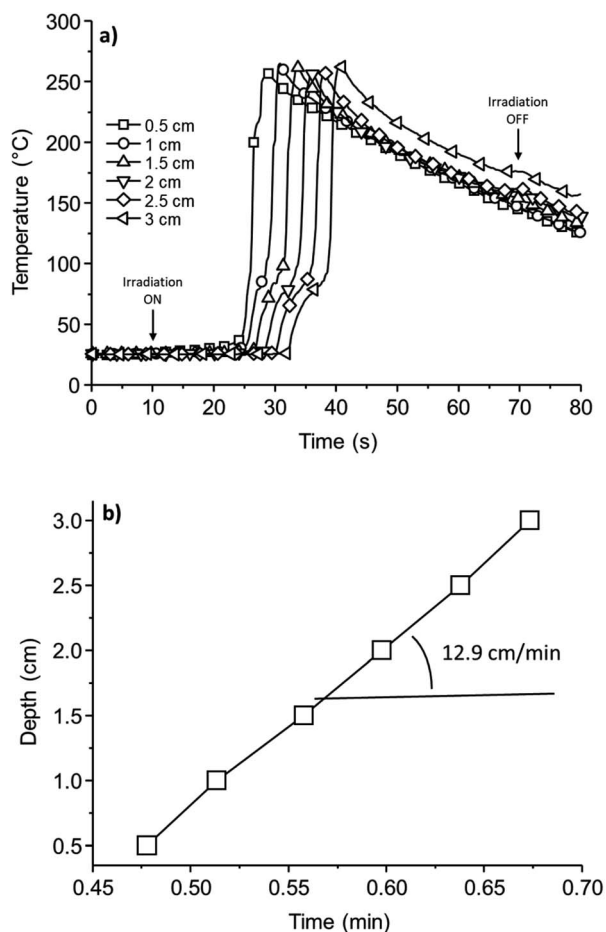 a)
300
250
200
150
100
50
0
Temperature (°C)
0.5 cm
1 cm
1.5 cm
2 cm
2.5 cm
3 cm
Irradiation
ON
Irradiation
OFF
0 10 20 30 40 50 60 70 80
Time (s)
b)
3.0
2.5
2.0
1.5
1.0
0.5
Depth (cm)
12.9 cm/min
0.45 0.50 0.55 0.60 0.65 0.70
Time (min)